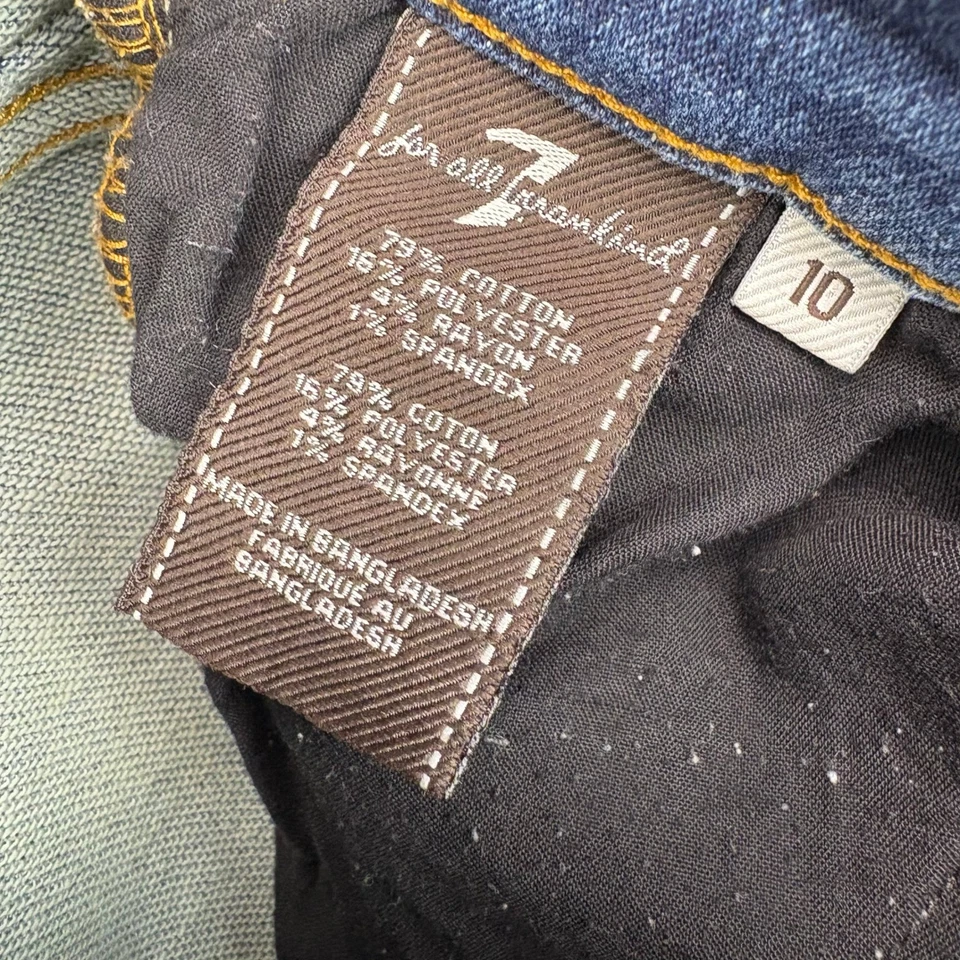 7
for all mankind
79% COTTON
16% POLYESTER
4% RAYON
1% SPANDEX
79% COTON
16% POLYESTER
4% RAYONNE
1% SPANDEX
MADE IN BANGLADESH
FABRIQUÉ AU
BANGLADESH
10